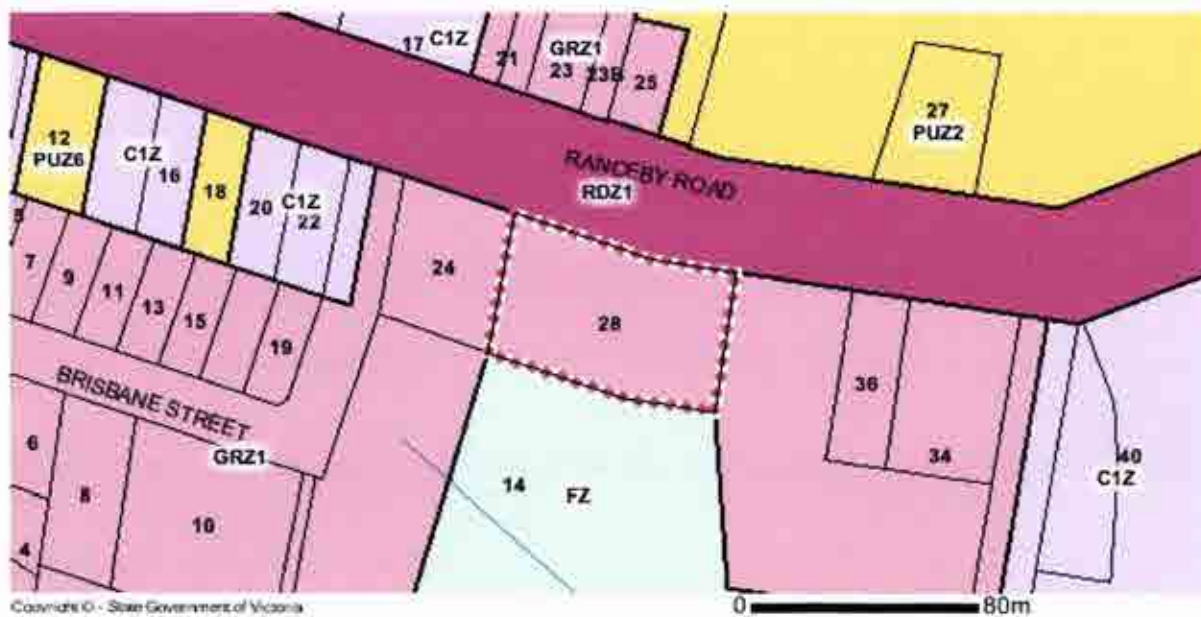 17 C1Z
21
GRZ1
23
23B
25
27
PUZ2
12
PUZ6
C1Z
16
18
20
C1Z
22
RANCEBY ROAD
RDZ1
5
7
9
11
13
15
19
24
28
36
34
40
C1Z
BRISBANE STREET
GRZ1
6
8
10
4
14 FZ
Copyright © - State Government of Victoria
0 80m